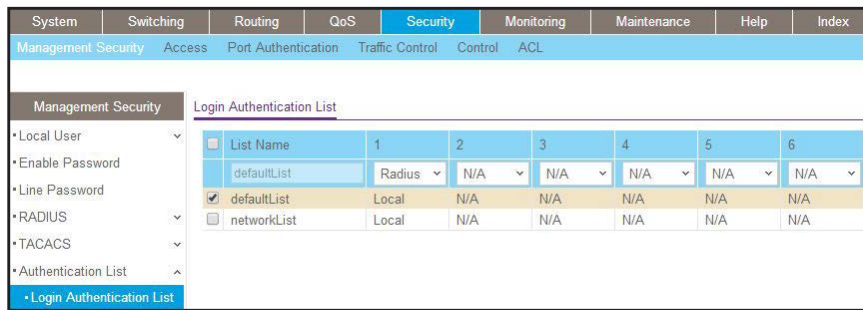 System Switching Routing QoS Security Monitoring Maintenance Help Index
Management Security Access Port Authentication Traffic Control Control ACL
Management Security
Local User
Enable Password
Line Password
RADIUS
TACACS
Authentication List
Login Authentication List
Login Authentication List
List Name 1 2 3 4 5 6
defaultList Radius N/A N/A N/A N/A N/A
defaultList Local N/A N/A N/A N/A N/A
networkList Local N/A N/A N/A N/A N/A